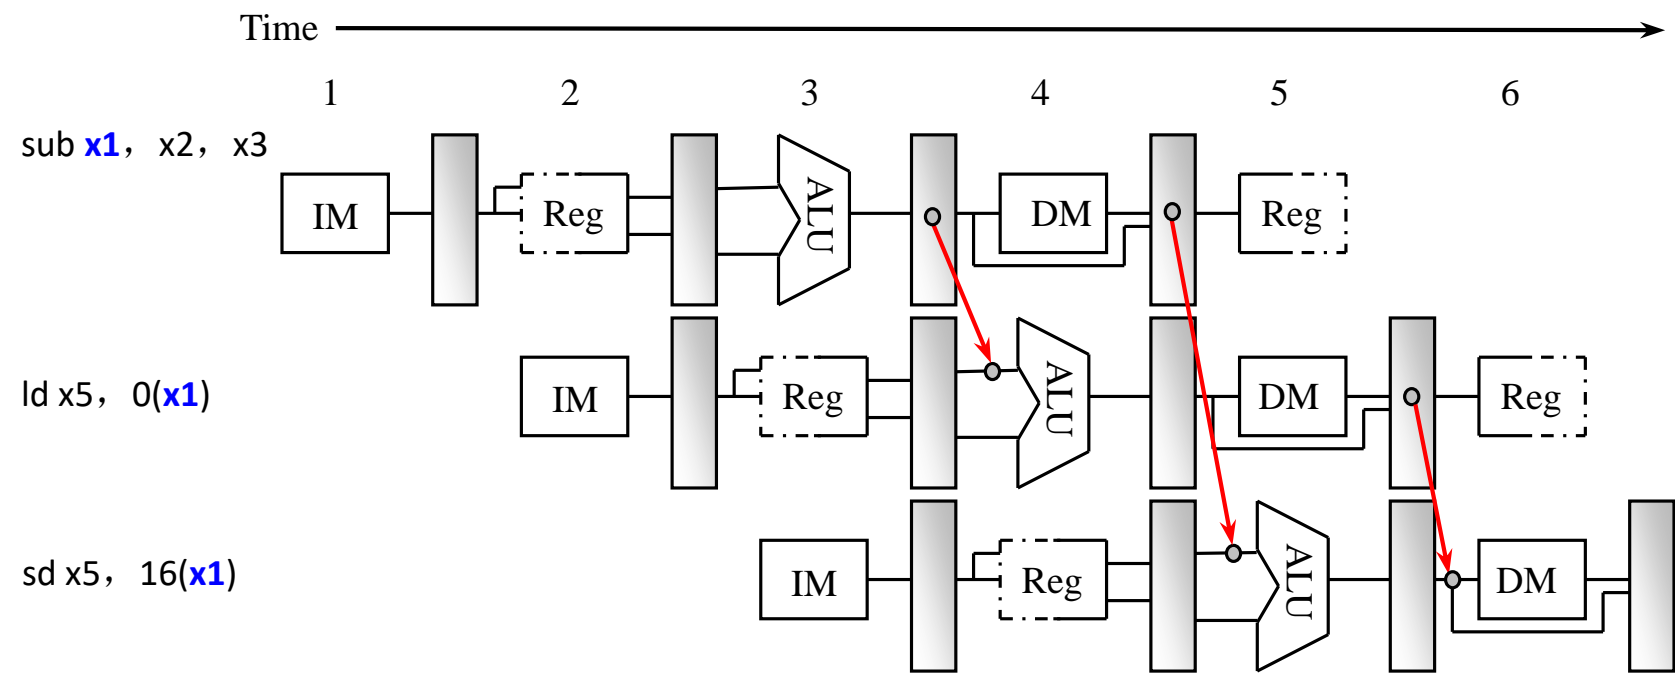 Time
1 2 3 4 5 6
sub x1，x2，x3
IM Reg ALU DM Reg
ld x5，0(x1)
IM Reg ALU DM Reg
sd x5，16(x1)
IM Reg ALU DM